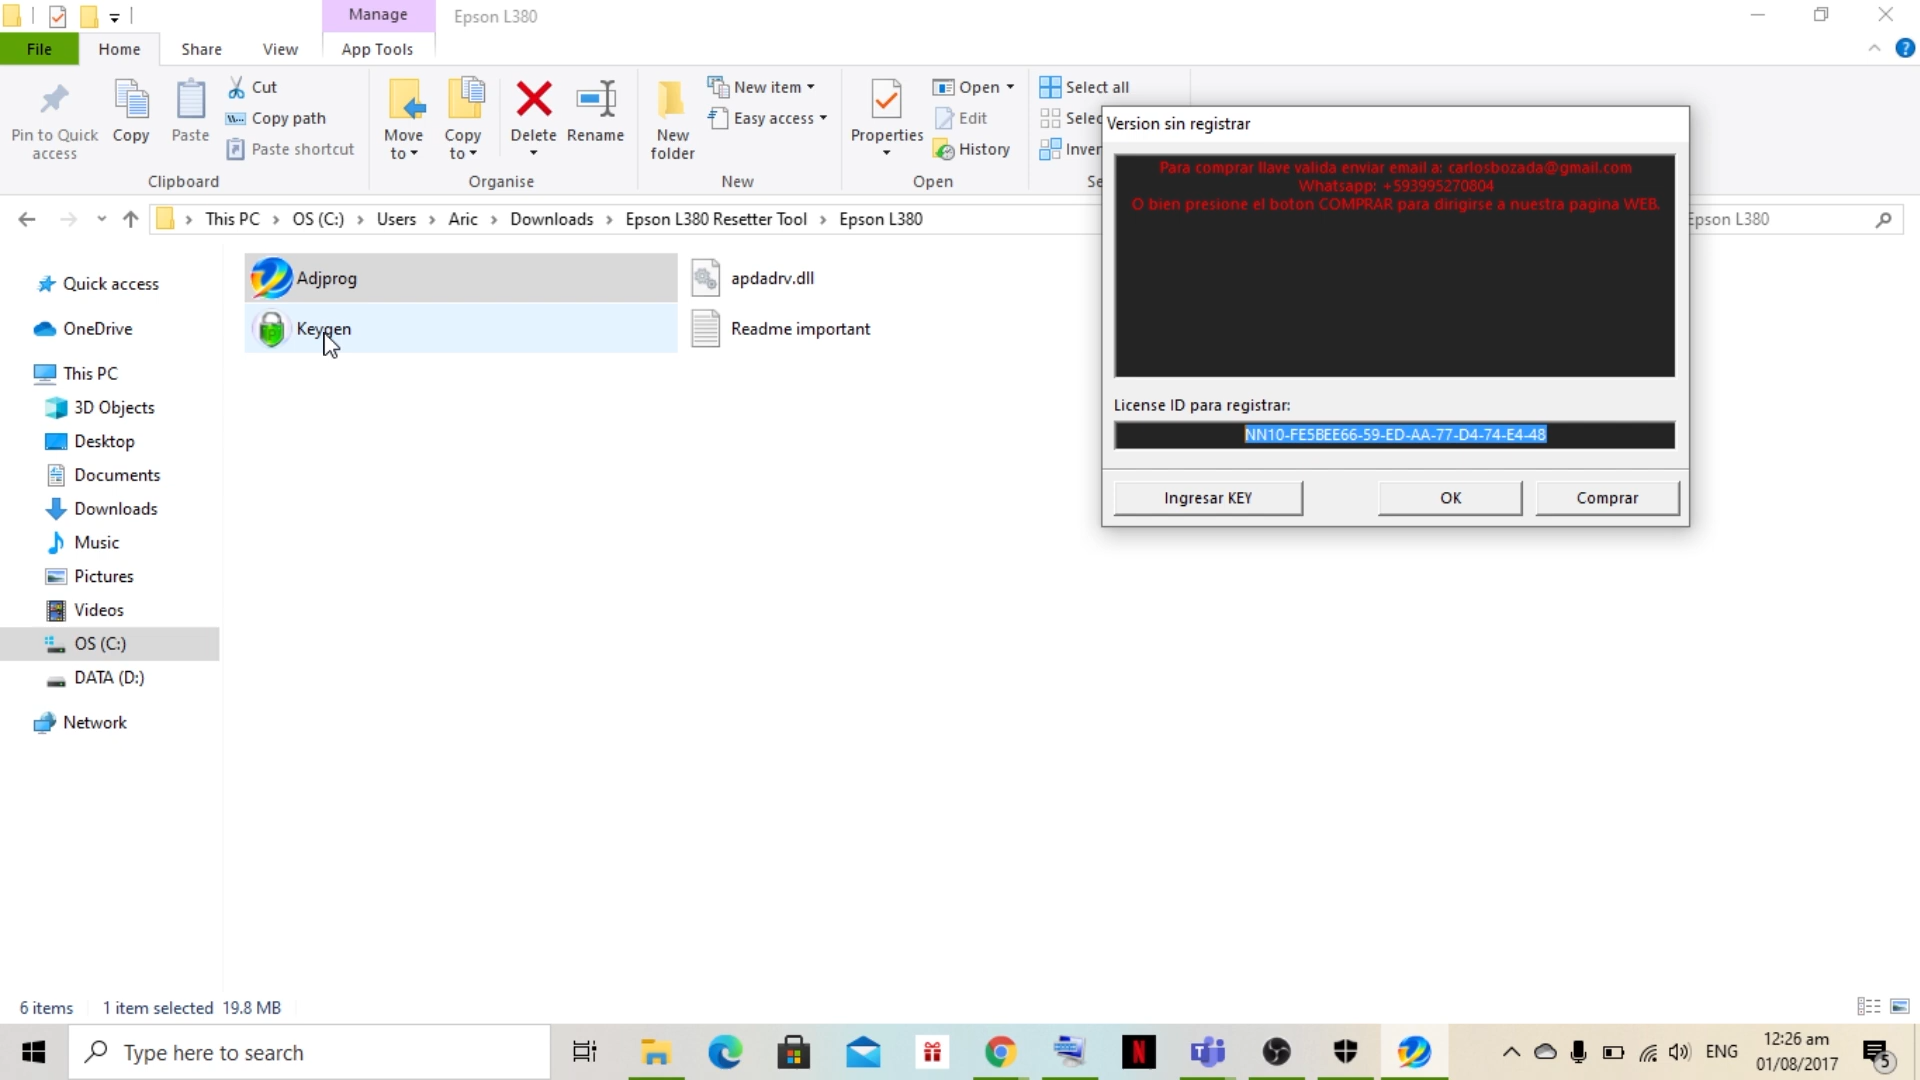 Manage
Epson L380
File
Home
Share
View
App Tools
Pin to Quick access
Copy
Paste
Cut
Copy path
Paste shortcut
Clipboard
Move to
Copy to
Delete
Rename
Organise
New folder
New item
Easy access
New
Properties
Open
Edit
History
Open
Select all
Selec
Inver
Se
This PC > OS (C:) > Users > Aric > Downloads > Epson L380 Resetter Tool > Epson L380
Epson L380
Quick access
OneDrive
This PC
3D Objects
Desktop
Documents
Downloads
Music
Pictures
Videos
OS (C:)
DATA (D:)
Network
Adjprog
Keygen
apdadrv.dll
Readme important
Version sin registrar
Para comprar llave valida enviar email a: carlosbozada@gmail.com
Whatsapp: +593995270804
O bien presione el boton COMPRAR para dirigirse a nuestra pagina WEB.
License ID para registrar:
NN10-FE5BEE66-59-ED-AA-77-D4-74-E4-48
Ingresar KEY
OK
Comprar
6 items
1 item selected 19.8 MB
Type here to search
ENG
12:26 am
01/08/2017
5